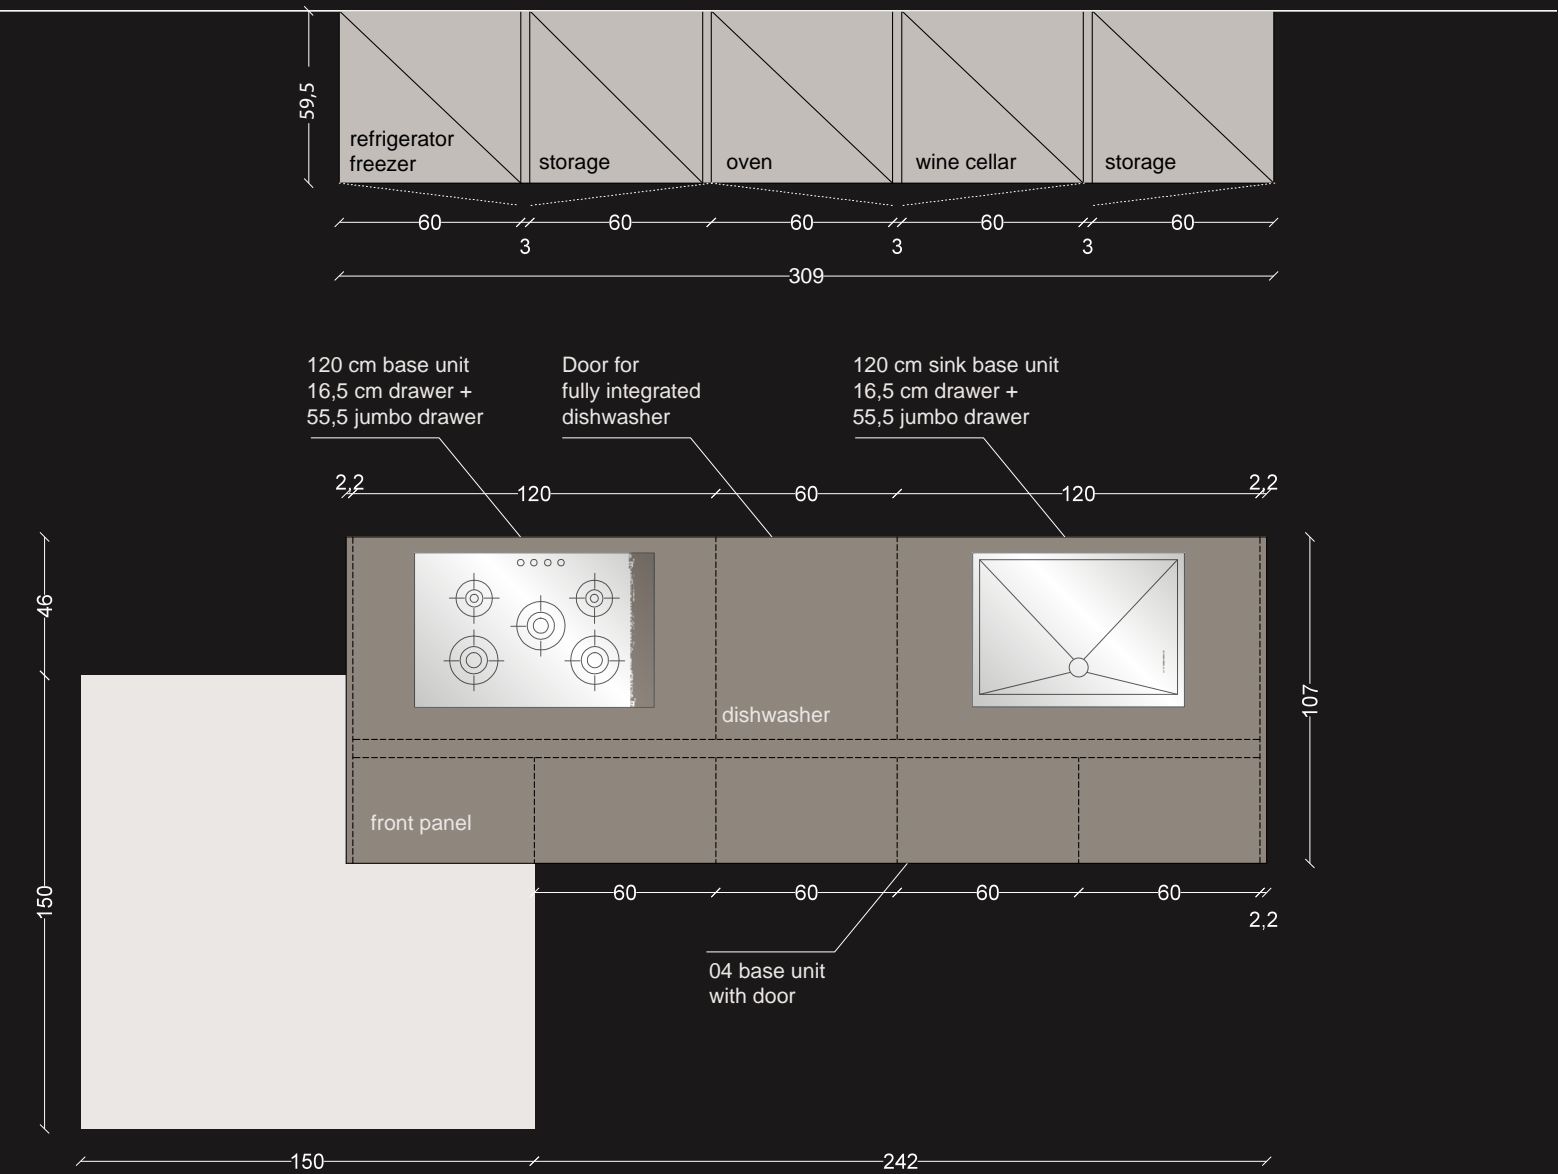 59,5
refrigerator
freezer
storage
oven
wine cellar
storage
60
60
60
60
60
3
3
3
309
120 cm base unit
16,5 cm drawer +
55,5 jumbo drawer
Door for
fully integrated
dishwasher
120 cm sink base unit
16,5 cm drawer +
55,5 jumbo drawer
2,2
120
60
120
2,2
46
107
dishwasher
front panel
150
60
60
60
60
2,2
04 base unit
with door
150
242